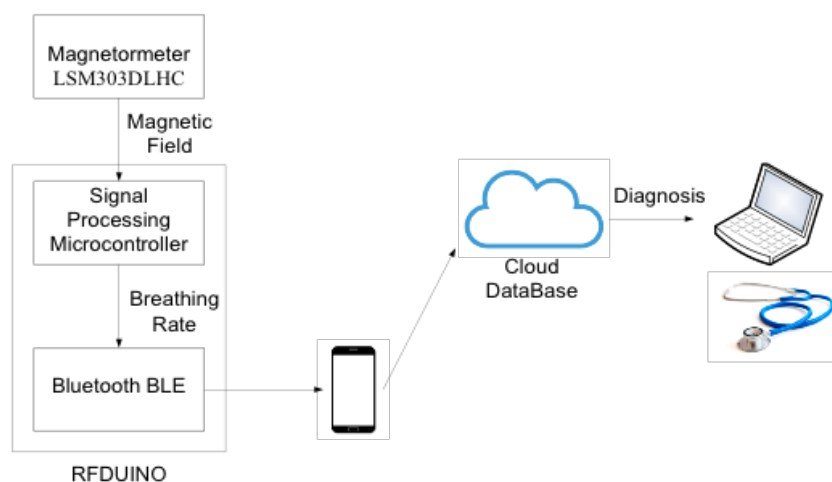 Magnetormeter
LSM303DLHC
Magnetic
Field
Signal
Processing
Microcontroller
Breathing
Rate
Bluetooth BLE
RFDUINO
Cloud
DataBase
Diagnosis